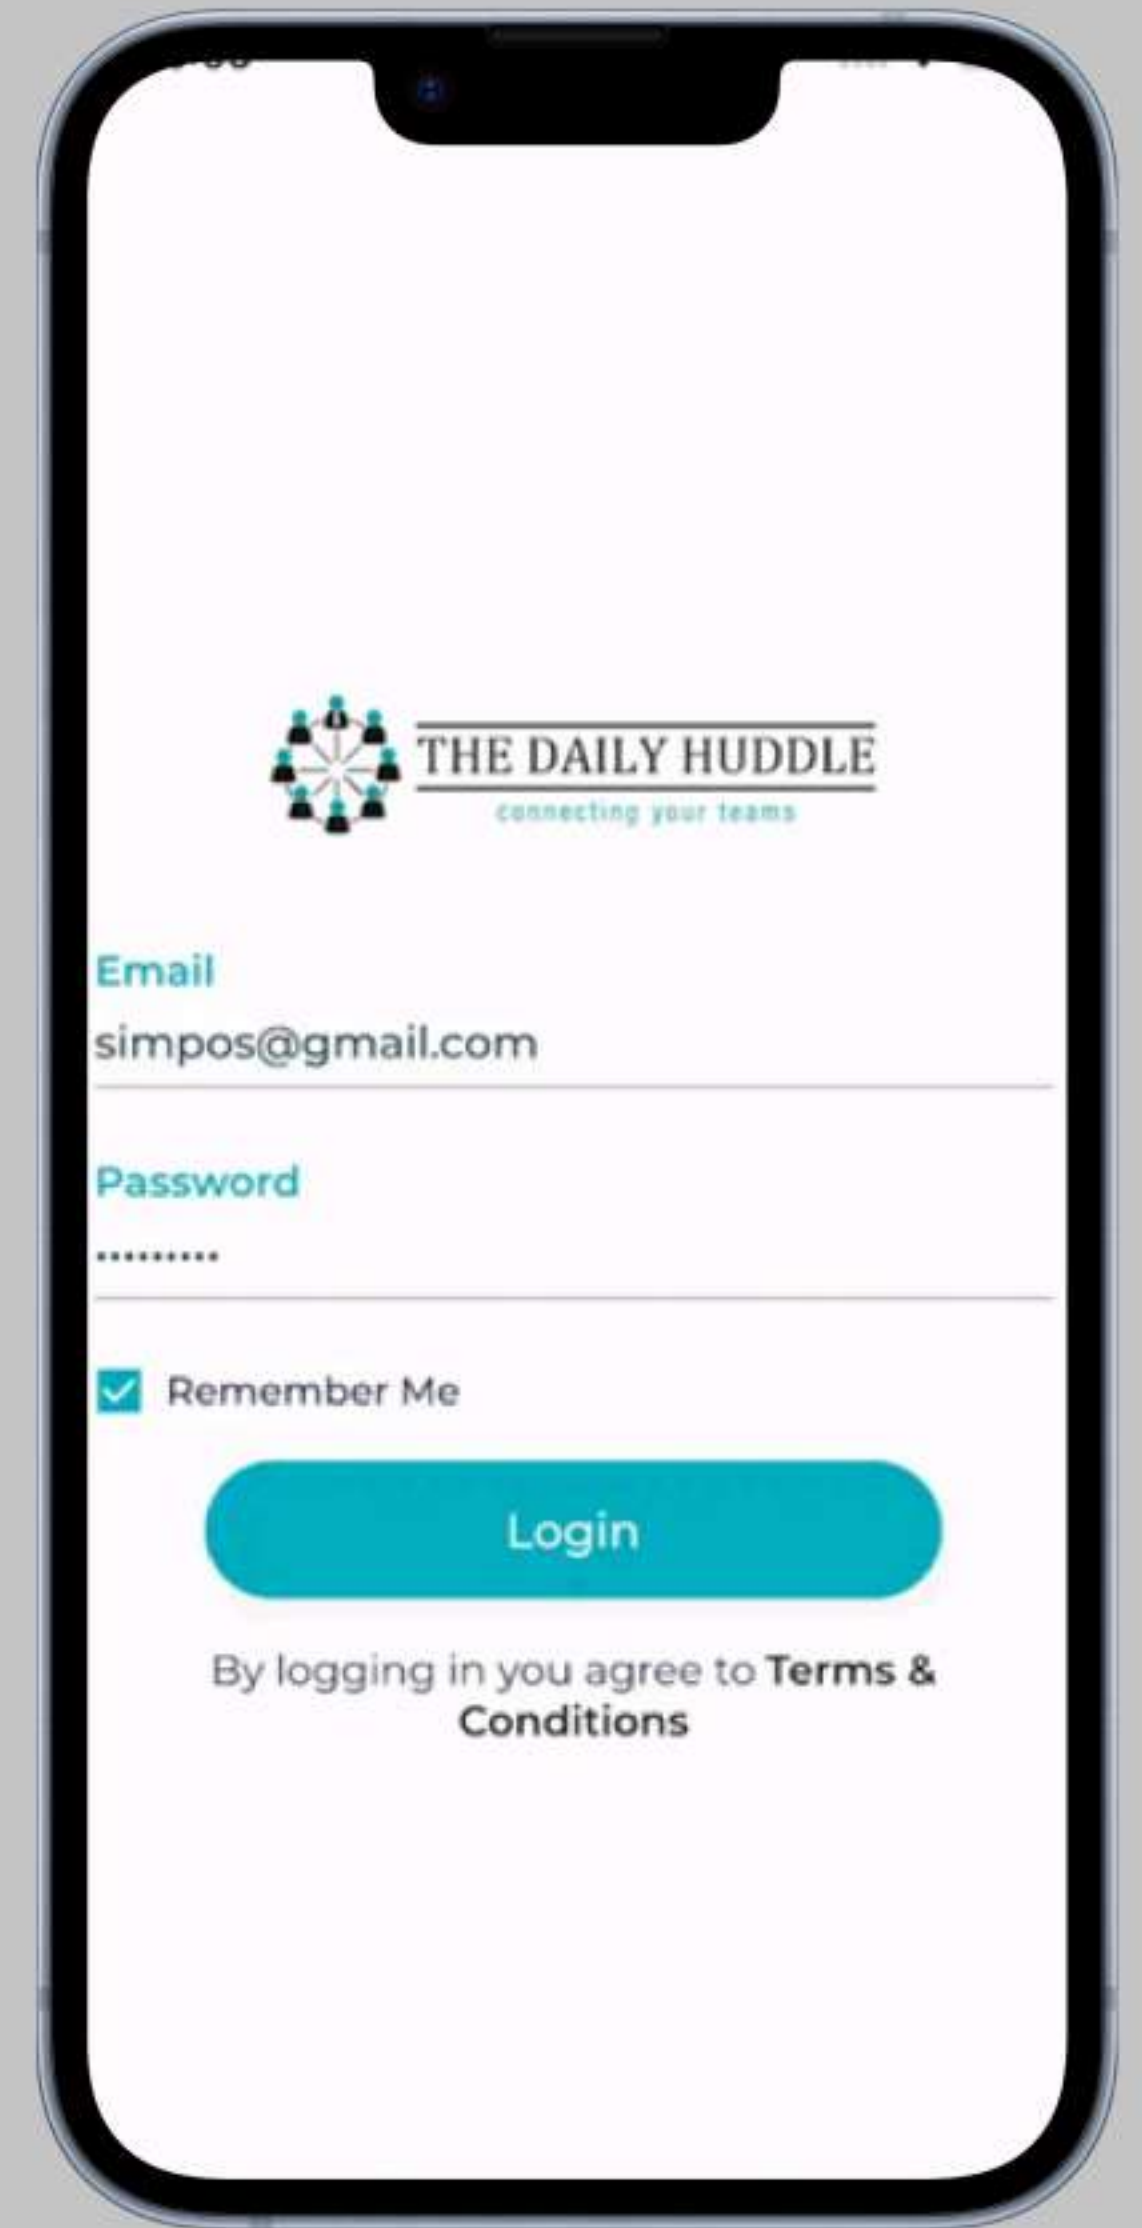 THE DAILY HUDDLE
connecting your teams
Email
simpos@gmail.com
Password
•••••••••
Remember Me
Login
By logging in you agree to Terms &
Conditions